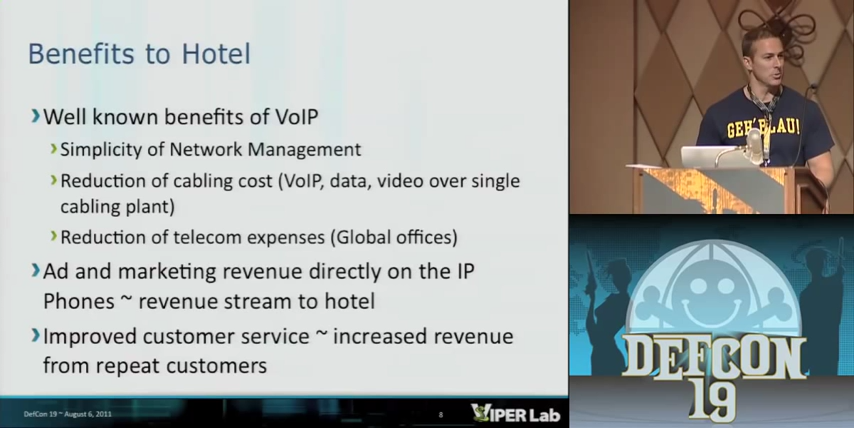 Benefits to Hotel
Well known benefits of VoIP
Simplicity of Network Management
Reduction of cabling cost (VoIP, data, video over single
cabling plant)
Reduction of telecom expenses (Global offices)
Ad and marketing revenue directly on the IP
Phones ~ revenue stream to hotel
Improved customer service ~ increased revenue
from repeat customers
DefCon 19 ~ August 6, 2011
8
VIPER Lab
GEH BLAU!
DEFCON
19